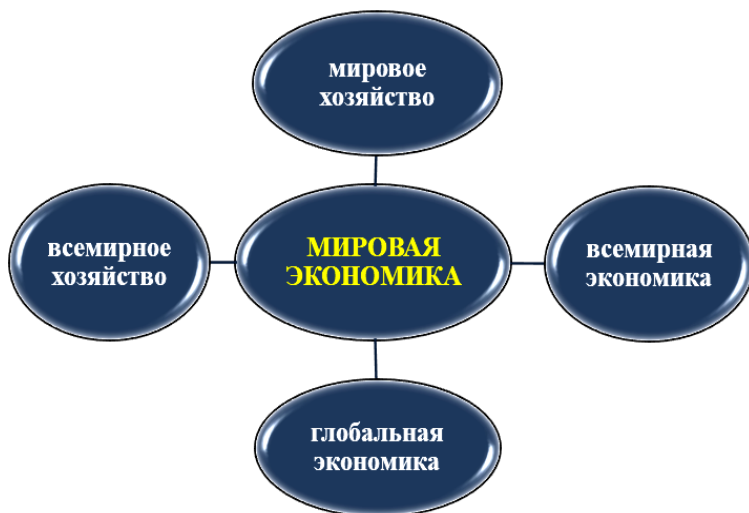 мировое
хозяйство
всемирное
хозяйство
МИРОВАЯ
ЭКОНОМИКА
всемирная
экономика
глобальная
экономика